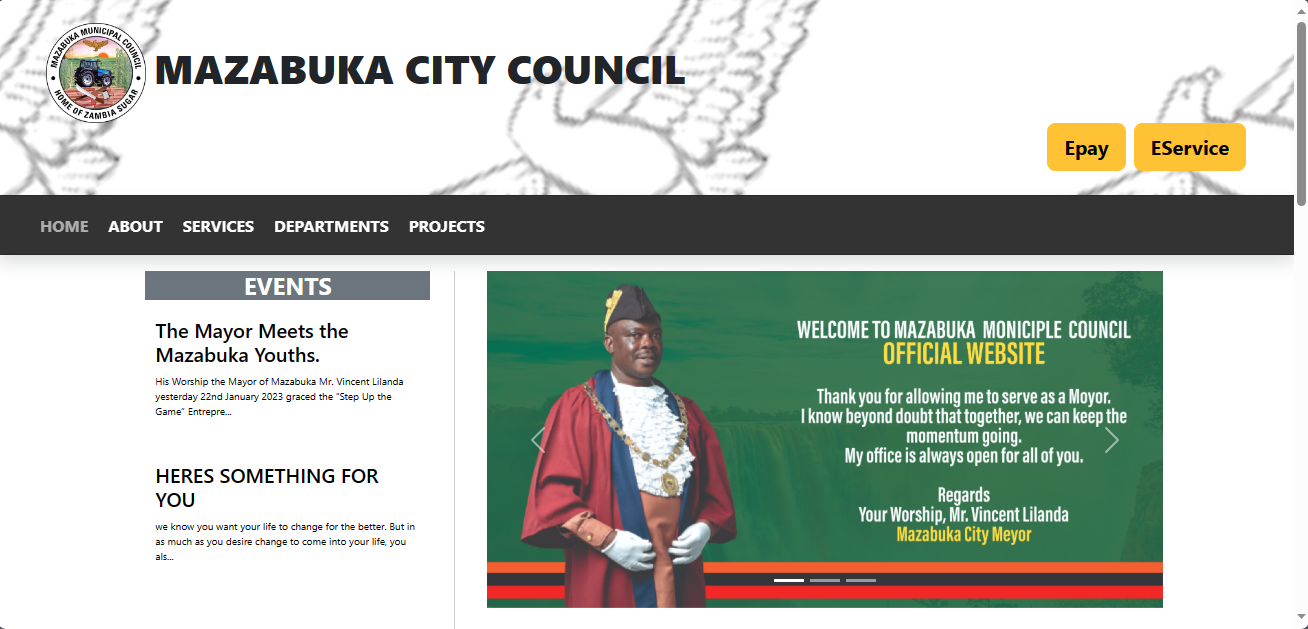 MAZABUKA MUNICIPAL COUNCIL
HOME OF ZAMBIA SUGAR
MAZABUKA CITY COUNCIL
Epay
EService
HOME
ABOUT
SERVICES
DEPARTMENTS
PROJECTS
EVENTS
The Mayor Meets the
Mazabuka Youths.
His Worship the Mayor of Mazabuka Mr. Vincent Lilanda
yesterday 22nd January 2023 graced the “Step Up the
Game” Entrepre...
HERES SOMETHING FOR
YOU
we know you want your life to change for the better. But in
as much as you desire change to come into your life, you
als...
WELCOME TO MAZABUKA MONICIPLE COUNCIL
OFFICIAL WEBSITE
Thank you for allowing me to serve as a Moyor.
I know beyond doubt that together, we can keep the
momentum going.
My office is always open for all of you.
Regards
Your Worship, Mr. Vincent Lilanda
Mazabuka City Meyor